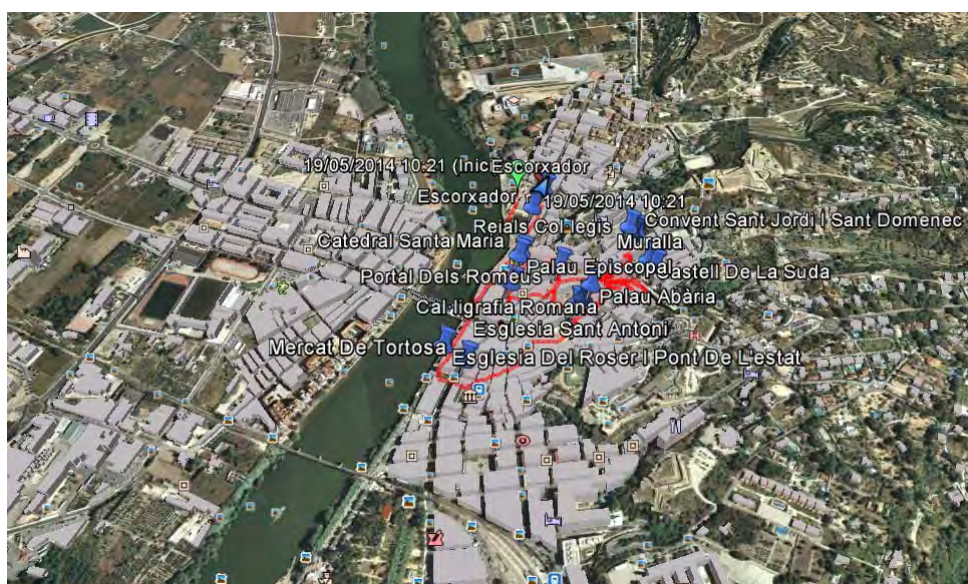 19/05/2014 10:21 (Inic
Escorxador
Escorxador
19/05/2014 10:21
Reials Col·legis
Convent Sant Jordi I Sant Domenec
Catedral Santa Maria
Muralla
Portal Dels Romeus
Palau Episcopal
Castell De La Suda
Cal.ligrafia Romana
Palau Abària
Esglesia Sant Antoni
Mercat De Tortosa
Esglesia Del Roser I Pont De L'estat